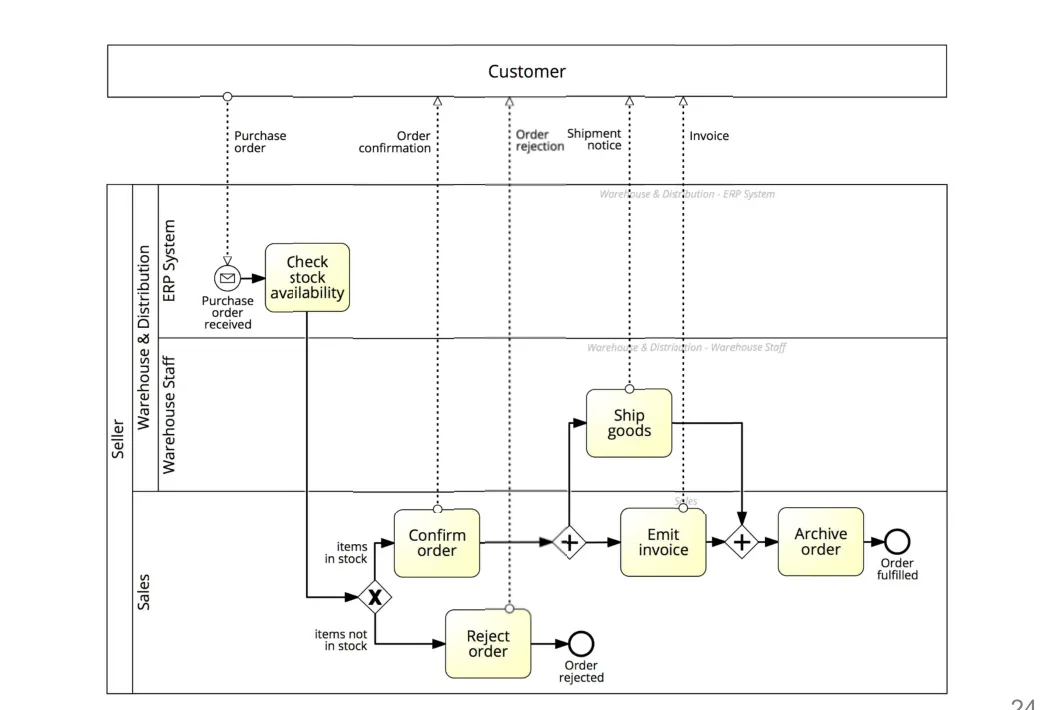 Customer
Purchase
order
Order
confirmation
Order
rejection
Shipment
notice
Invoice
Seller
Warehouse & Distribution
ERP System
Warehouse & Distribution - ERP System
Purchase
order
received
Check
stock
availability
Warehouse Staff
Warehouse & Distribution - Warehouse Staff
Ship
goods
Sales
Sales
items
in stock
Confirm
order
Emit
invoice
Archive
order
Order
fulfilled
X
items not
in stock
Reject
order
Order
rejected
24